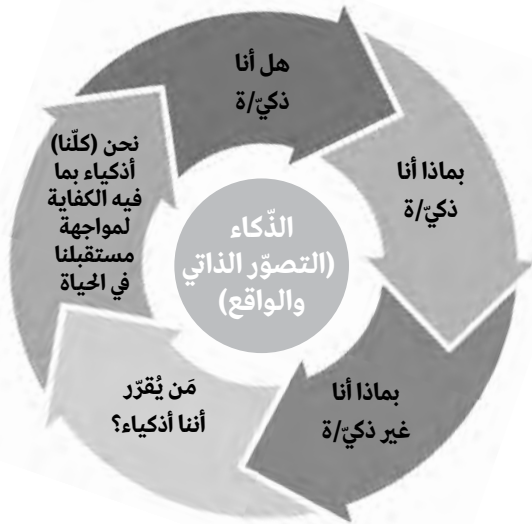 هل أنا
ذكيّ/ة
بماذا أنا
ذكيّ/ة
بماذا أنا
غير ذكيّ/ة
مَن يُقرّر
أننا أذكياء؟
نحن (كلّنا)
أذكياء بما
فيه الكفاية
لمواجهة
مستقبلنا
في الحياة
الذّكاء
(التصوّر الذاتي
والواقع)